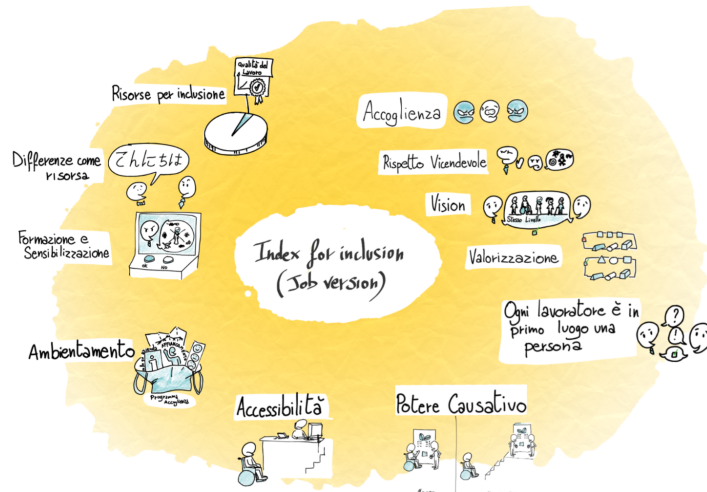 Qualità del
Lavoro
Risorse per inclusione
Accoglienza
Differenze come
risorsa
てんにちは
Rispetto Vicendevole
Vision
Stesso Livello
Formazione e
Sensibilizzazione
Index for inclusion
(Job version)
Valorizzazione
Ogni lavoratore è in
primo luogo una
persona
?
!
Ambientamento
Programma
Accoglienza
Accessibilità
Potere Causativo